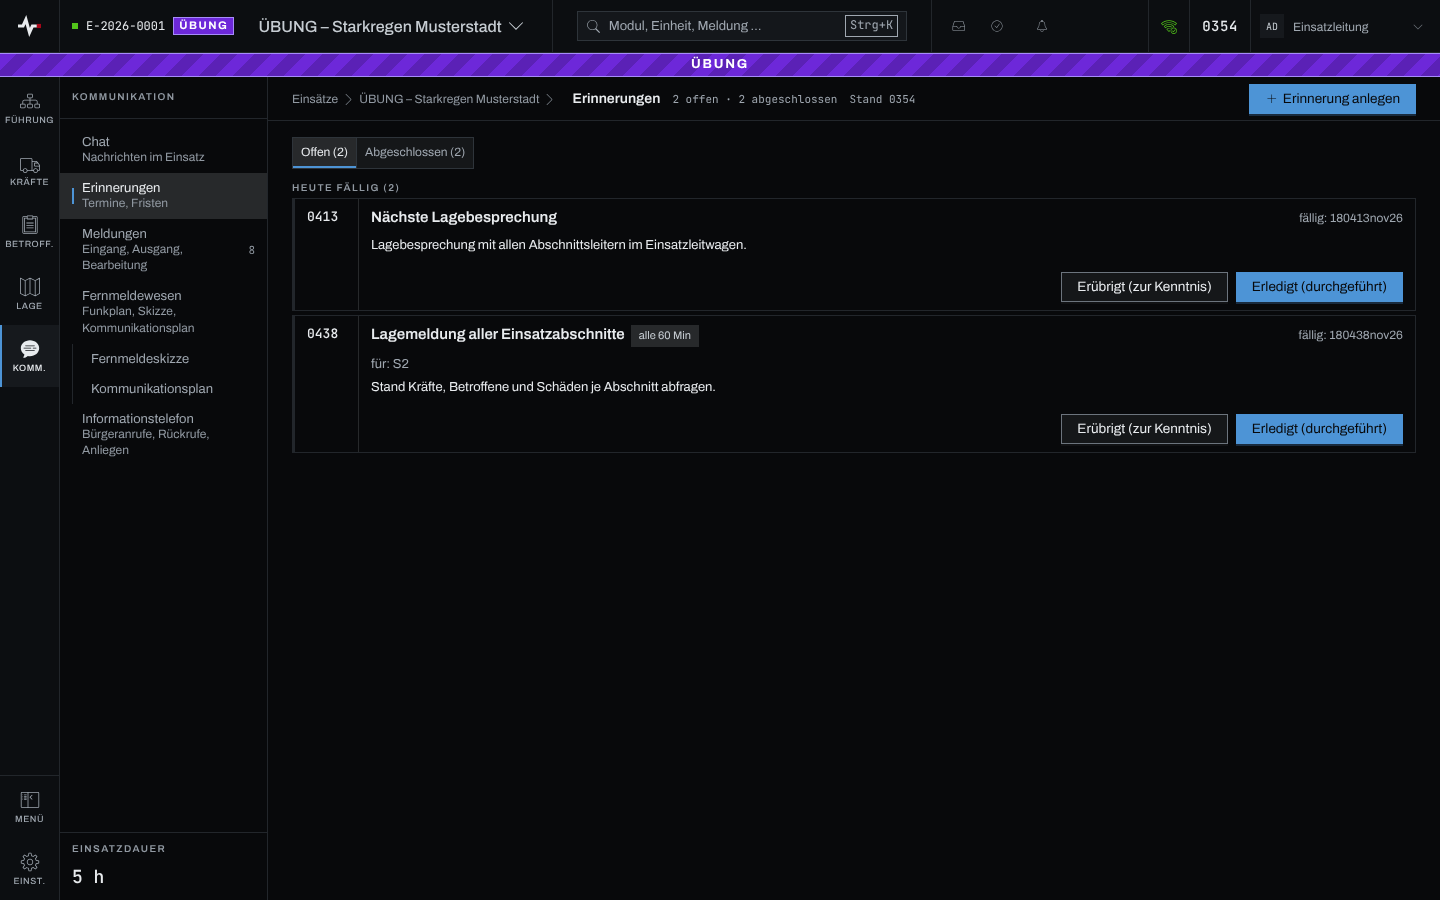 E-2026-0001 ÜBUNG ÜBUNG – Starkregen Musterstadt Modul, Einheit, Meldung ... Strg+K 0354 AD Einsatzleitung
ÜBUNG
FÜHRUNG
KRÄFTE
BETROFF.
LAGE
KOMM.
MENÜ
EINST.
KOMMUNIKATION
Chat
Nachrichten im Einsatz
Erinnerungen
Termine, Fristen
Meldungen
Eingang, Ausgang,
Bearbeitung
8
Fernmeldewesen
Funkplan, Skizze,
Kommunikationsplan
Fernmeldeskizze
Kommunikationsplan
Informationstelefon
Bürgeranrufe, Rückrufe,
Anliegen
EINSATZDAUER
5 h
Einsätze ÜBUNG – Starkregen Musterstadt Erinnerungen 2 offen · 2 abgeschlossen Stand 0354 + Erinnerung anlegen
Offen (2) Abgeschlossen (2)
HEUTE FÄLLIG (2)
0413 Nächste Lagebesprechung fällig: 180413nov26
Lagebesprechung mit allen Abschnittsleitern im Einsatzleitwagen.
Erübrigt (zur Kenntnis) Erledigt (durchgeführt)
0438 Lagemeldung aller Einsatzabschnitte alle 60 Min fällig: 180438nov26
für: S2
Stand Kräfte, Betroffene und Schäden je Abschnitt abfragen.
Erübrigt (zur Kenntnis) Erledigt (durchgeführt)